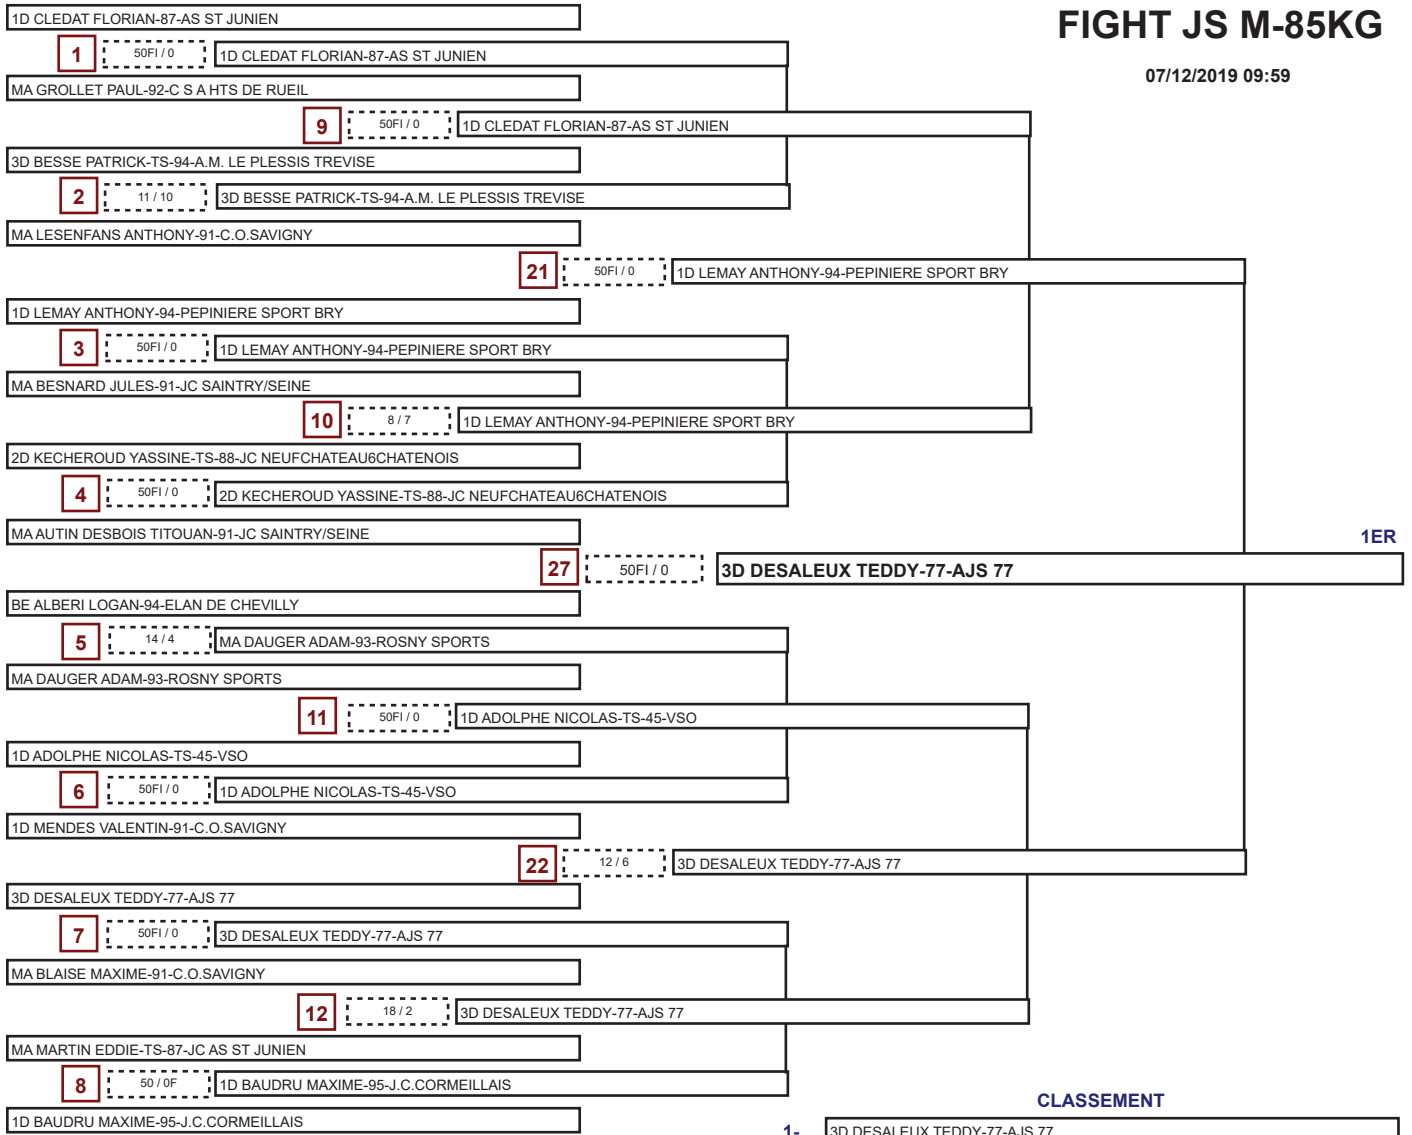 FIGHT JS M-85KG
07/12/2019 09:59
1D CLEDAT FLORIAN-87-AS ST JUNIEN
1 50FI / 0 1D CLEDAT FLORIAN-87-AS ST JUNIEN
MA GROLLET PAUL-92-C S A HTS DE RUEIL
9 50FI / 0 1D CLEDAT FLORIAN-87-AS ST JUNIEN
3D BESSE PATRICK-TS-94-A.M. LE PLESSIS TREVISE
2 11 / 10 3D BESSE PATRICK-TS-94-A.M. LE PLESSIS TREVISE
MA LESENFANS ANTHONY-91-C.O.SAVIGNY
21 50FI / 0 1D LEMAY ANTHONY-94-PEPINIERE SPORT BRY
1D LEMAY ANTHONY-94-PEPINIERE SPORT BRY
3 50FI / 0 1D LEMAY ANTHONY-94-PEPINIERE SPORT BRY
MA BESNARD JULES-91-JC SAINTRY/SEINE
10 8 / 7 1D LEMAY ANTHONY-94-PEPINIERE SPORT BRY
2D KECHEROUD YASSINE-TS-88-JC NEUFCHATEAU6CHATENOIS
4 50FI / 0 2D KECHEROUD YASSINE-TS-88-JC NEUFCHATEAU6CHATENOIS
MA AUTIN DESBOIS TITOUAN-91-JC SAINTRY/SEINE
1ER
27 50FI / 0 3D DESALEUX TEDDY-77-AJS 77
BE ALBERI LOGAN-94-ELAN DE CHEVILLY
5 14 / 4 MA DAUGER ADAM-93-ROSNY SPORTS
MA DAUGER ADAM-93-ROSNY SPORTS
11 50FI / 0 1D ADOLPHE NICOLAS-TS-45-VSO
1D ADOLPHE NICOLAS-TS-45-VSO
6 50FI / 0 1D ADOLPHE NICOLAS-TS-45-VSO
1D MENDES VALENTIN-91-C.O.SAVIGNY
22 12 / 6 3D DESALEUX TEDDY-77-AJS 77
3D DESALEUX TEDDY-77-AJS 77
7 50FI / 0 3D DESALEUX TEDDY-77-AJS 77
MA BLAISE MAXIME-91-C.O.SAVIGNY
12 18 / 2 3D DESALEUX TEDDY-77-AJS 77
MA MARTIN EDDIE-TS-87-JC AS ST JUNIEN
8 50 / 0F 1D BAUDRU MAXIME-95-J.C.CORMEILLAIS
1D BAUDRU MAXIME-95-J.C.CORMEILLAIS
CLASSEMENT
1- 3D DESALEUX TEDDY-77-AJS 77